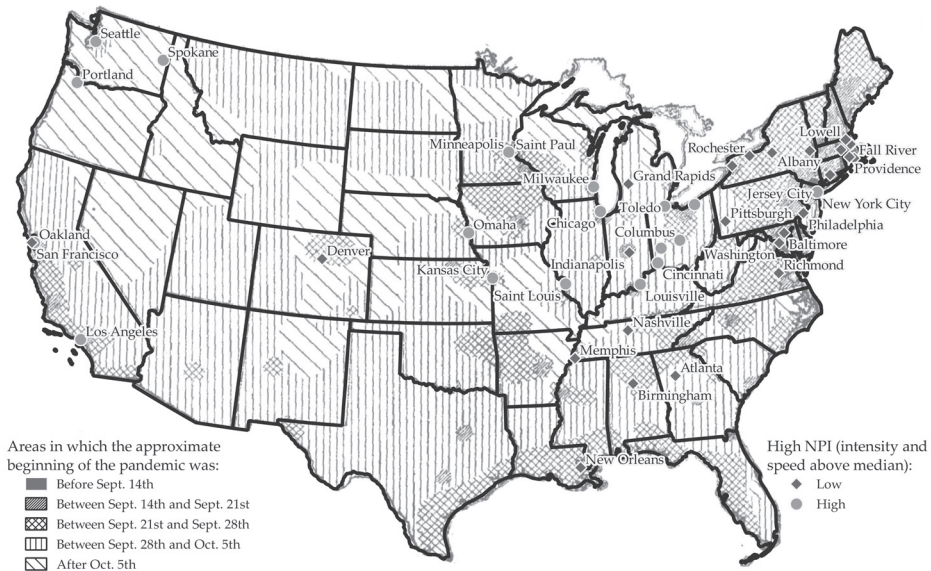 Seattle
Spokane
Portland
Lowell
Minneapolis
Saint Paul
Rochester
Fall River
Albany
Providence
Milwaukee
Grand Rapids
Jersey City
Toledo
New York City
Omaha
Chicago
Pittsburgh
Philadelphia
Columbus
Oakland
San Francisco
Denver
Washington
Baltimore
Kansas City
Indianapolis
Richmond
Cincinnati
Saint Louis
Louisville
Los Angeles
Nashville
Memphis
Atlanta
Birmingham
New Orleans
Areas in which the approximate
beginning of the pandemic was:
Before Sept. 14th
Between Sept. 14th and Sept. 21st
Between Sept. 21st and Sept. 28th
Between Sept. 28th and Oct. 5th
After Oct. 5th
High NPI (intensity and
speed above median):
Low
High